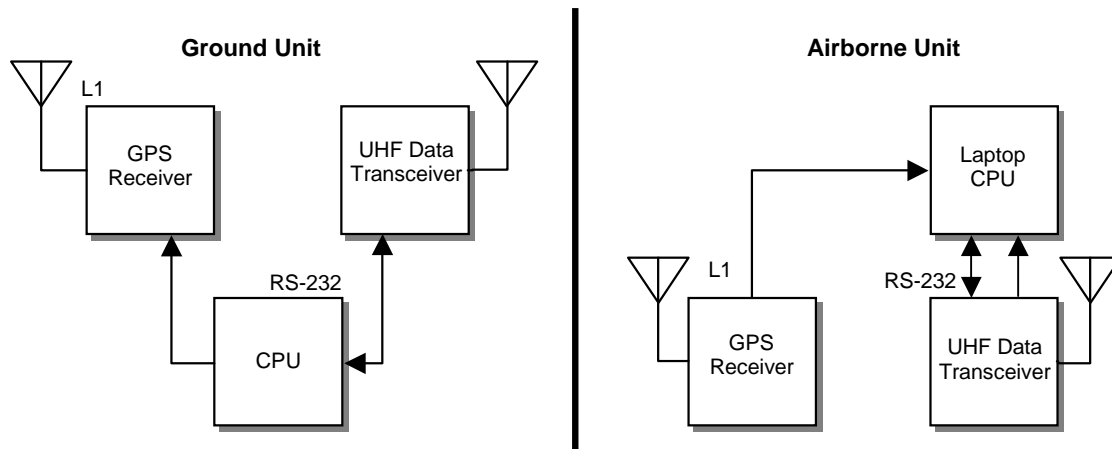 Ground Unit
L1
GPS
Receiver
UHF Data
Transceiver
RS-232
CPU
Airborne Unit
Laptop
CPU
L1
RS-232
GPS
Receiver
UHF Data
Transceiver